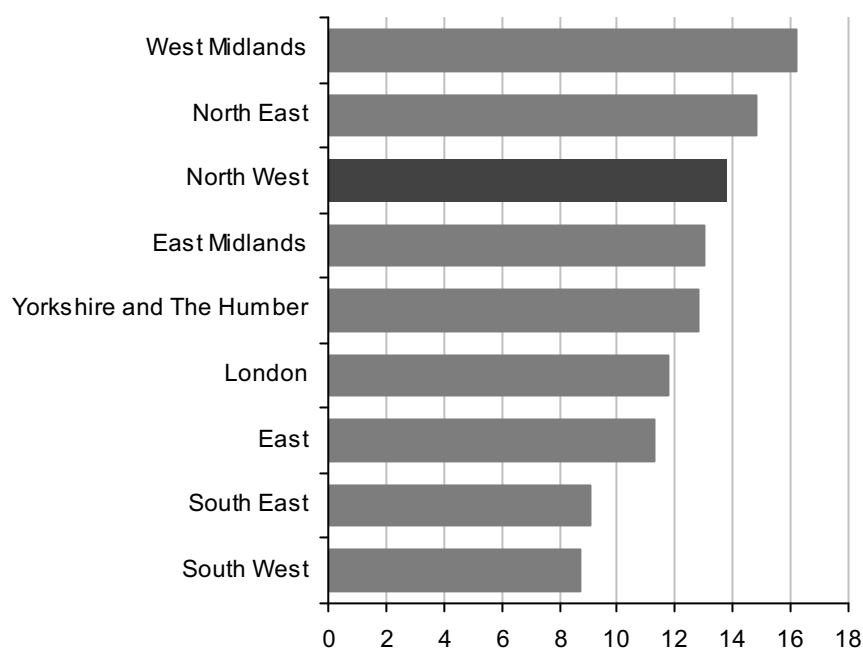 West Midlands
North East
North West
East Midlands
Yorkshire and The Humber
London
East
South East
South West
0 2 4 6 8 10 12 14 16 18